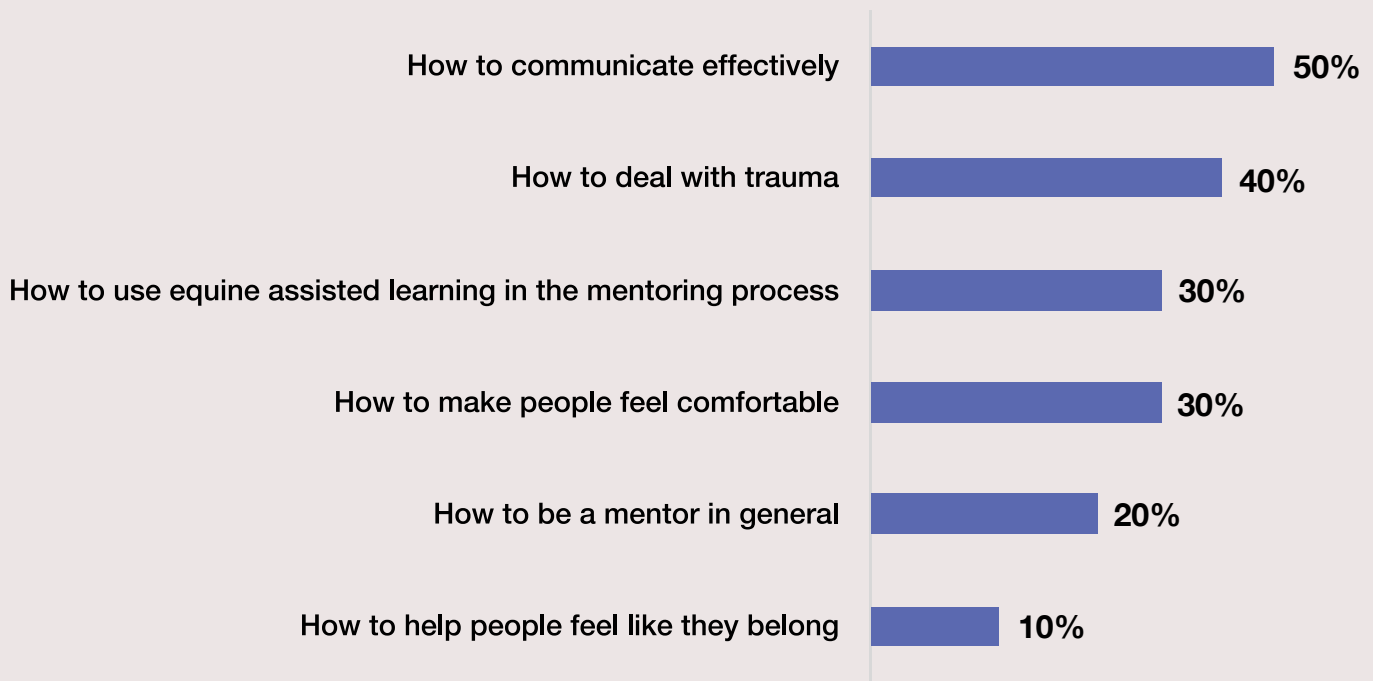 How to communicate effectively 50%
How to deal with trauma 40%
How to use equine assisted learning in the mentoring process 30%
How to make people feel comfortable 30%
How to be a mentor in general 20%
How to help people feel like they belong 10%